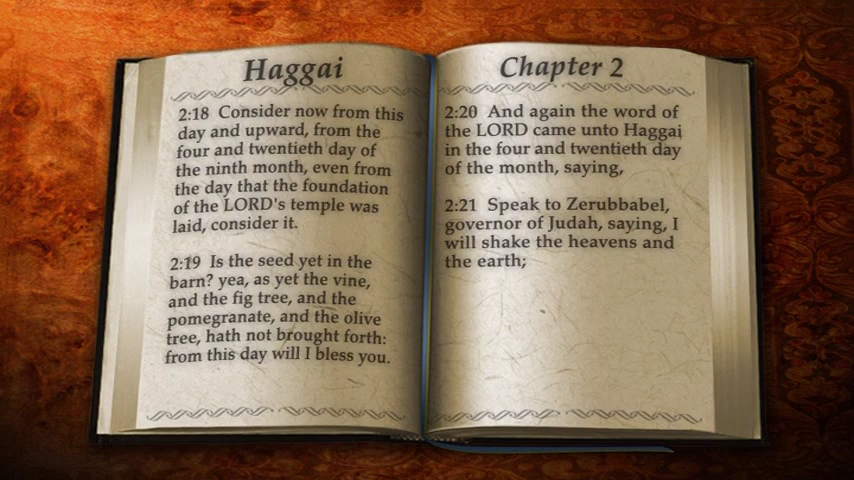 Haggai
2:18 Consider now from this
day and upward, from the
four and twentieth day of
the ninth month, even from
the day that the foundation
of the LORD's temple was
laid, consider it.
2:19 Is the seed yet in the
barn? yea, as yet the vine,
and the fig tree, and the
pomegranate, and the olive
tree, hath not brought forth:
from this day will I bless you.
Chapter 2
2:20 And again the word of
the LORD came unto Haggai
in the four and twentieth day
of the month, saying,
2:21 Speak to Zerubbabel,
governor of Judah, saying, I
will shake the heavens and
the earth;